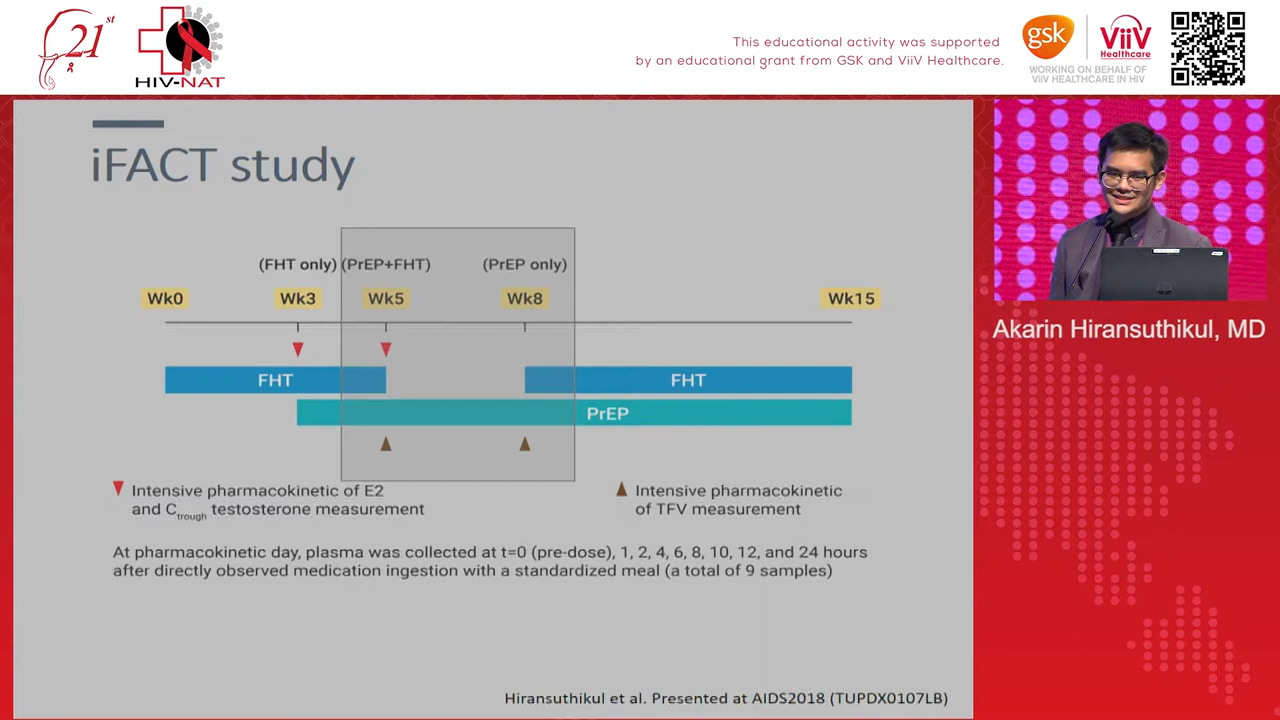 21st
HIV-NAT
This educational activity was supported
by an educational grant from GSK and ViiV Healthcare.
gsk
ViiV
Healthcare
WORKING ON BEHALF OF
VIIV HEALTHCARE IN HIV
iFACT study
(FHT only) (PrEP+FHT) (PrEP only)
Wk0 Wk3 Wk5 Wk8 Wk15
FHT FHT
PrEP
Intensive pharmacokinetic of E2
and Ctrough testosterone measurement
Intensive pharmacokinetic
of TFV measurement
At pharmacokinetic day, plasma was collected at t=0 (pre-dose), 1, 2, 4, 6, 8, 10, 12, and 24 hours
after directly observed medication ingestion with a standardized meal (a total of 9 samples)
Hiransuthikul et al. Presented at AIDS2018 (TUPDX0107LB)
Akarin Hiransuthikul, MD